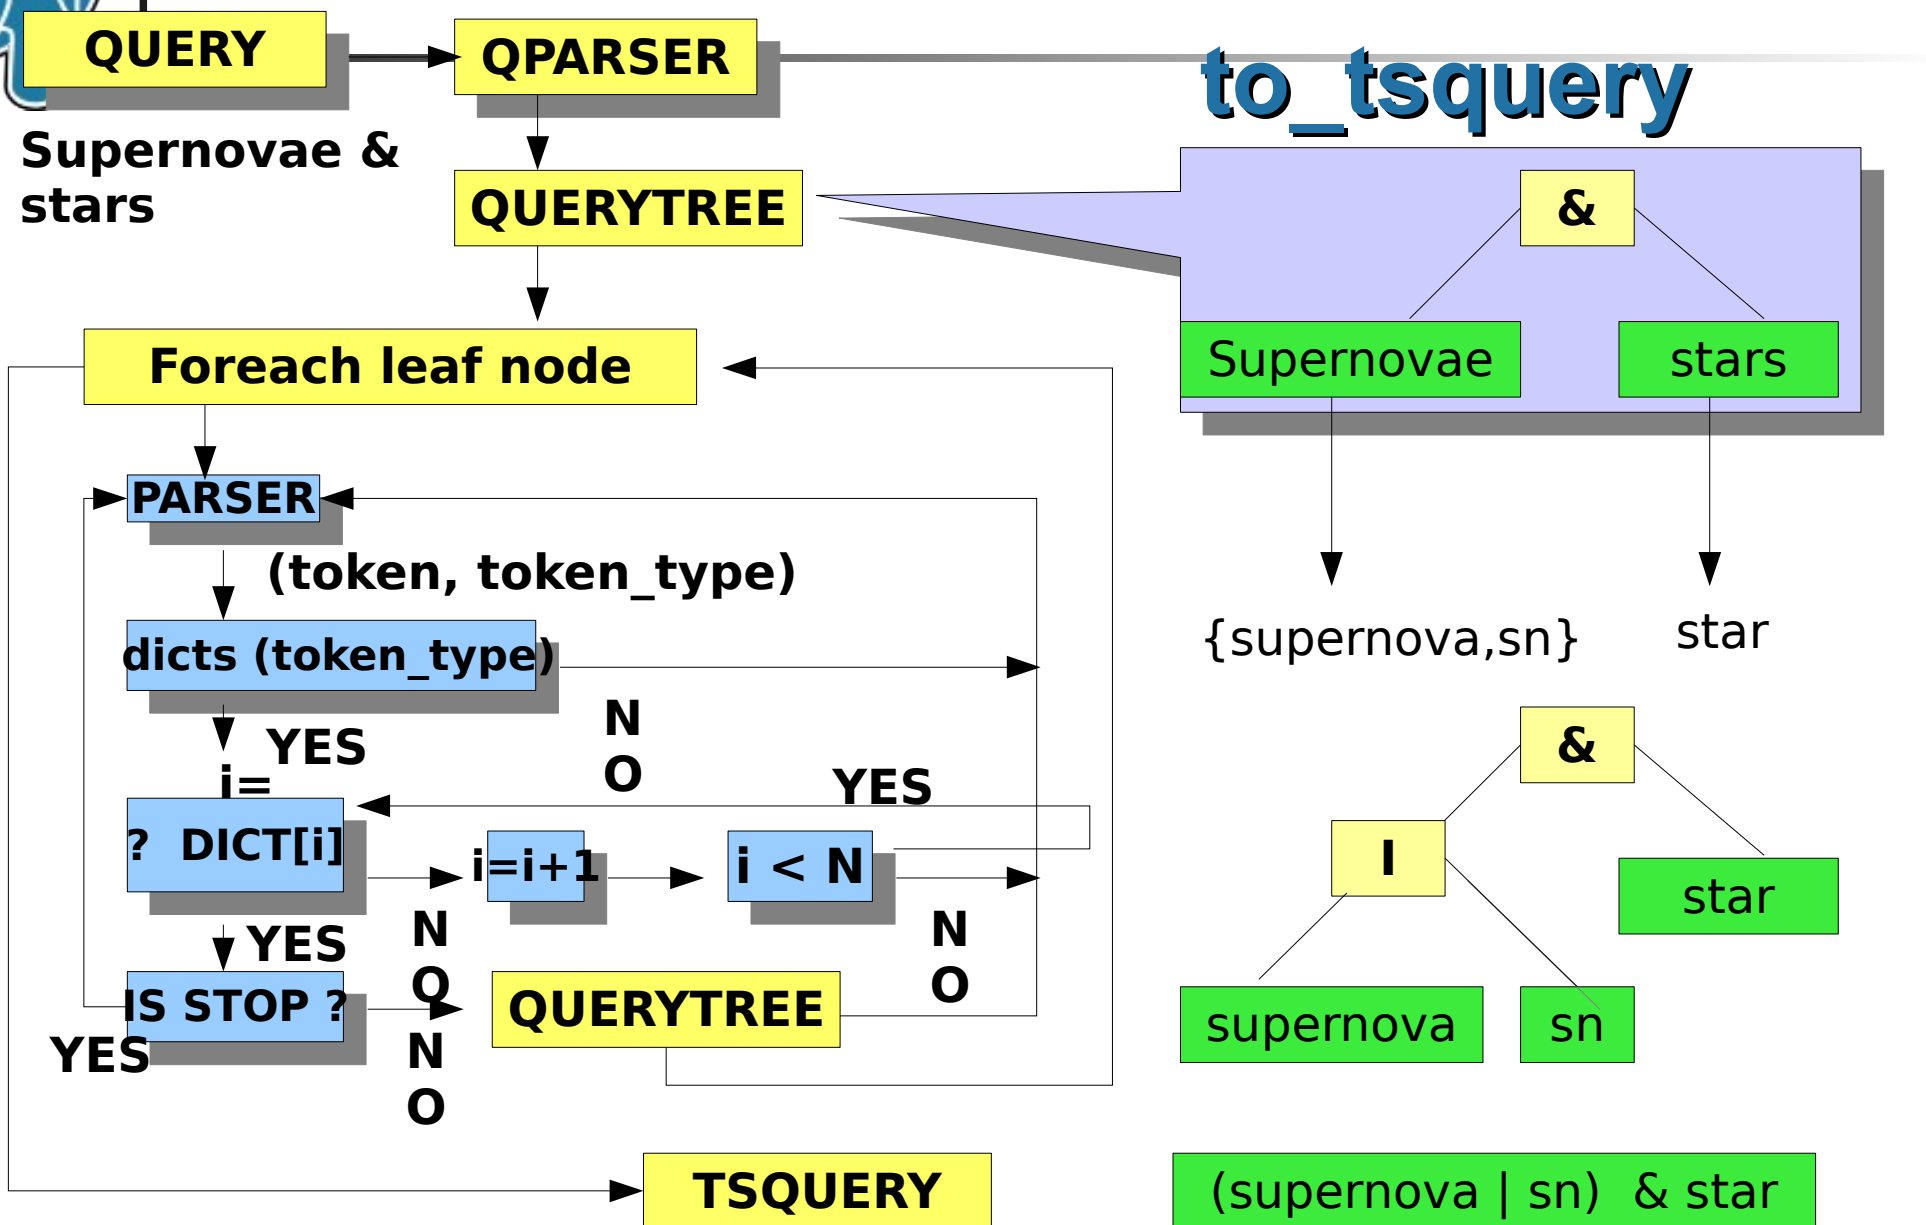 QUERY
QPARSER
to_tsquery
Supernovae &
stars
QUERYTREE
&
Supernovae
stars
Foreach leaf node
PARSER
(token, token_type)
dicts (token_type)
{supernova,sn}
star
N
O
YES
i=
YES
&
? DICT[i]
i=i+1
i < N
I
star
YES
N
O
N
O
IS STOP ?
QUERYTREE
supernova
sn
YES
N
O
TSQUERY
(supernova | sn) & star